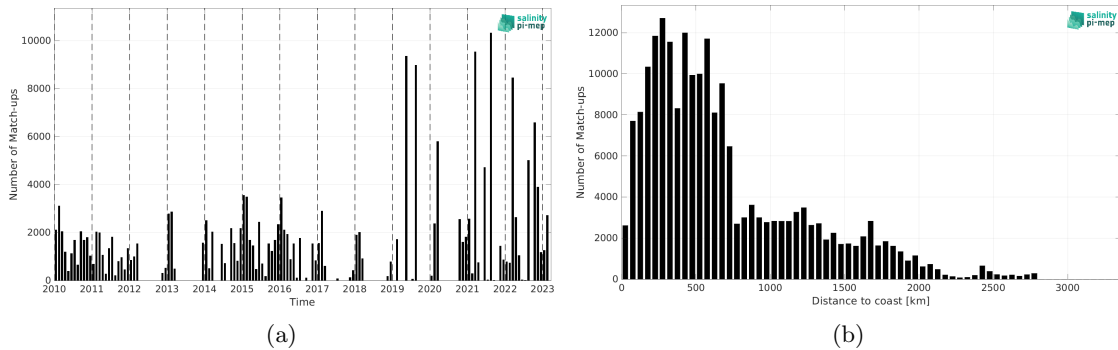 salinity
pi-mep
10000
8000
6000
4000
2000
0
Number of Match-ups
2010 2011 2012 2013 2014 2015 2016 2017 2018 2019 2020 2021 2022 2023
Time
(a)
salinity
pi-mep
12000
10000
8000
6000
4000
2000
0
Number of Match-ups
0 500 1000 1500 2000 2500 3000
Distance to coast [km]
(b)